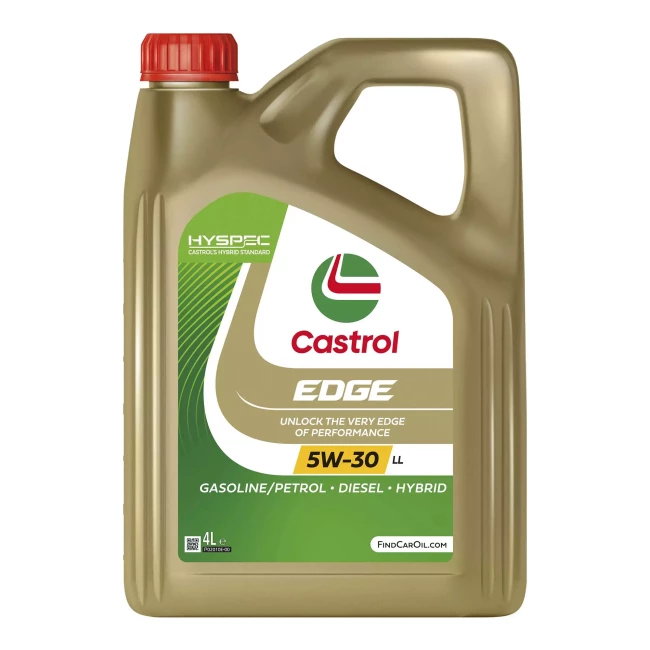 HYSPEC
CASTROL'S HYBRID STANDARD
Castrol
EDGE
UNLOCK THE VERY EDGE
OF PERFORMANCE
5W-30 LL
GASOLINE/PETROL • DIESEL • HYBRID
4L e
FINDCAROIL.COM